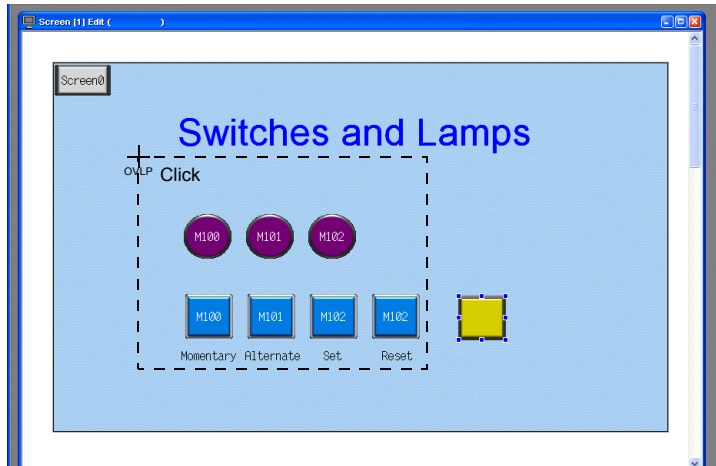 Screen [1] Edit ( )
Screen0
Switches and Lamps
OVLP Click
M100 M101 M102
M100 M101 M102 M102
Momentary Alternate Set Reset